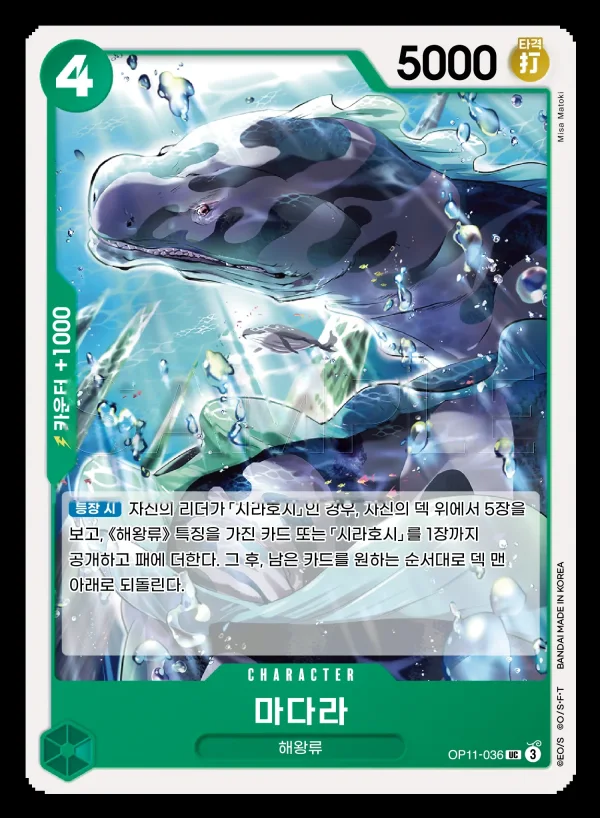 4
5000
타격
打
Misa Matoki
카운터 +1000
SAMPLE
등장 시 자신의 리더가 「시라호시」인 경우, 자신의 덱 위에서 5장을
보고, 《해왕류》 특징을 가진 카드 또는 「시라호시」를 1장까지
공개하고 패에 더한다. 그 후, 남은 카드를 원하는 순서대로 덱 맨
아래로 되돌린다.
CHARACTER
마다라
해왕류
OP11-036 UC 3
©EO/S ©O/S·F·T BANDAI MADE IN KOREA